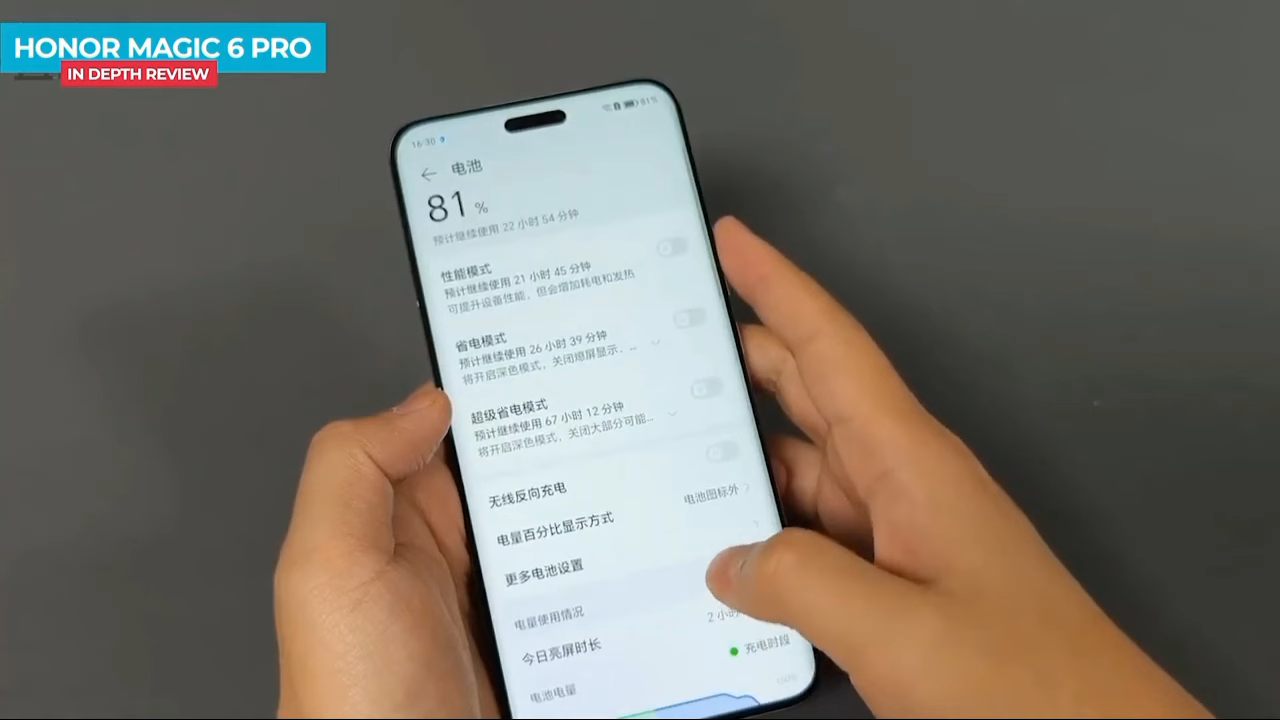 HONOR MAGIC 6 PRO
IN DEPTH REVIEW
16:30
81%
电池
81 %
预计继续使用 22 小时 54 分钟
性能模式
预计继续使用 21 小时 45 分钟
可提升设备性能，但会增加耗电和发热
省电模式
预计继续使用 26 小时 39 分钟
将开启深色模式，关闭熄屏显示、...
超级省电模式
预计继续使用 67 小时 12 分钟
将开启深色模式，关闭大部分可能...
无线反向充电
电量百分比显示方式 电池图标外
更多电池设置
电量使用情况
今日亮屏时长 2 小
电池电量 充电时段
100%